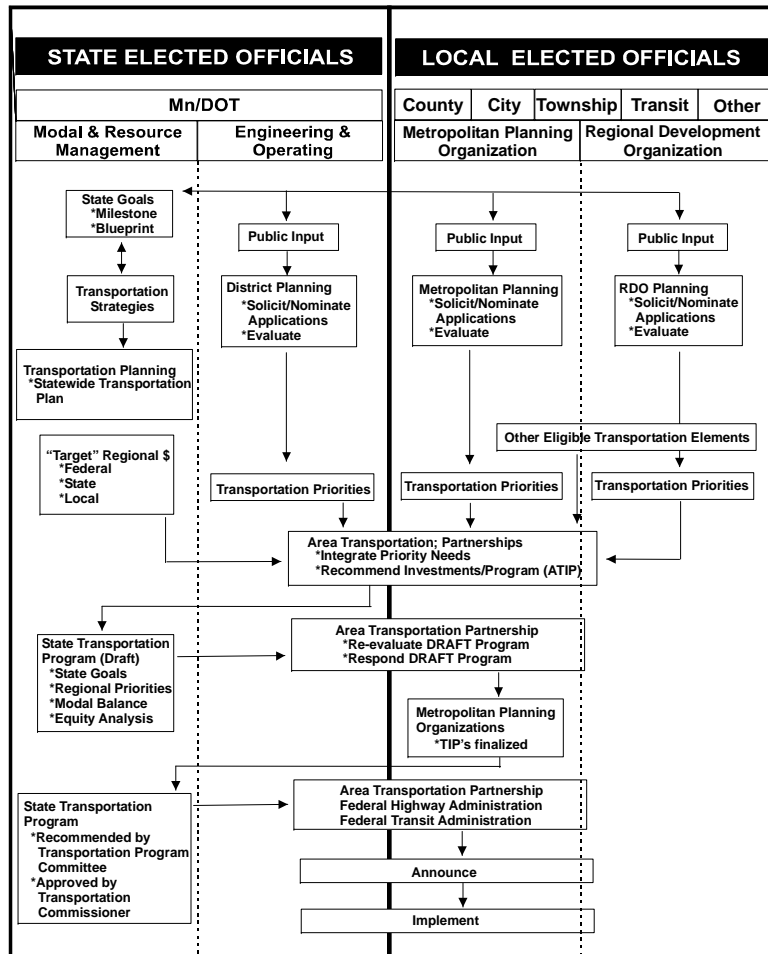 STATE ELECTED OFFICIALS
LOCAL ELECTED OFFICIALS
Mn/DOT
County
City
Township
Transit
Other
Modal & Resource
Management
Engineering &
Operating
Metropolitan Planning
Organization
Regional Development
Organization
State Goals
*Milestone
*Blueprint
Public Input
Public Input
Public Input
Transportation
Strategies
District Planning
*Solicit/Nominate
Applications
*Evaluate
Metropolitan Planning
*Solicit/Nominate
Applications
*Evaluate
RDO Planning
*Solicit/Nominate
Applications
*Evaluate
Transportation Planning
*Statewide Transportation
Plan
Other Eligible Transportation Elements
“Target” Regional $
*Federal
*State
*Local
Transportation Priorities
Transportation Priorities
Transportation Priorities
Area Transportation; Partnerships
*Integrate Priority Needs
*Recommend Investments/Program (ATIP)
State Transportation
Program (Draft)
*State Goals
*Regional Priorities
*Modal Balance
*Equity Analysis
Area Transportation Partnership
*Re-evaluate DRAFT Program
*Respond DRAFT Program
Metropolitan Planning
Organizations
*TIP's finalized
State Transportation
Program
*Recommended by
Transportation Program
Committee
*Approved by
Transportation
Commissioner
Area Transportation Partnership
Federal Highway Administration
Federal Transit Administration
Announce
Implement